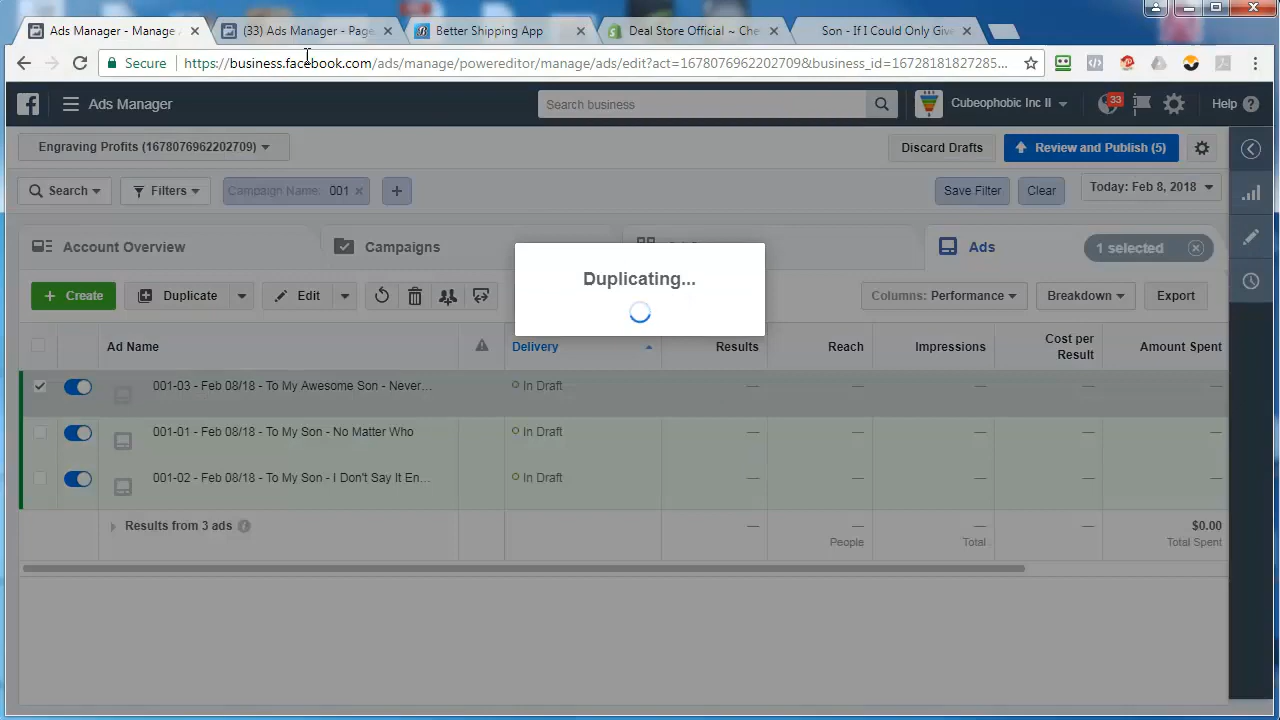 Ads Manager - Manage
(33) Ads Manager - Page
Better Shipping App
Deal Store Official ~ Che
Son - If I Could Only Give
Secure
https://business.facebook.com/ads/manage/powereditor/manage/ads/edit?act=1678076962202709&business_id=16728181827285...
Ads Manager
Search business
Cubeophobic Inc II
33
Help
Engraving Profits (1678076962202709)
Discard Drafts
Review and Publish (5)
Search
Filters
Campaign Name: 001
Save Filter
Clear
Today: Feb 8, 2018
Account Overview
Campaigns
Ads
1 selected
Duplicating...
Create
Duplicate
Edit
Columns: Performance
Breakdown
Export
Ad Name
Delivery
Results
Reach
Impressions
Cost per
Result
Amount Spent
001-03 - Feb 08/18 - To My Awesome Son - Never...
In Draft
— — — — —
001-01 - Feb 08/18 - To My Son - No Matter Who
In Draft
— — — — —
001-02 - Feb 08/18 - To My Son - I Don't Say It En...
In Draft
— — — — —
Results from 3 ads
— — — — $0.00
People
Total
Total Spent